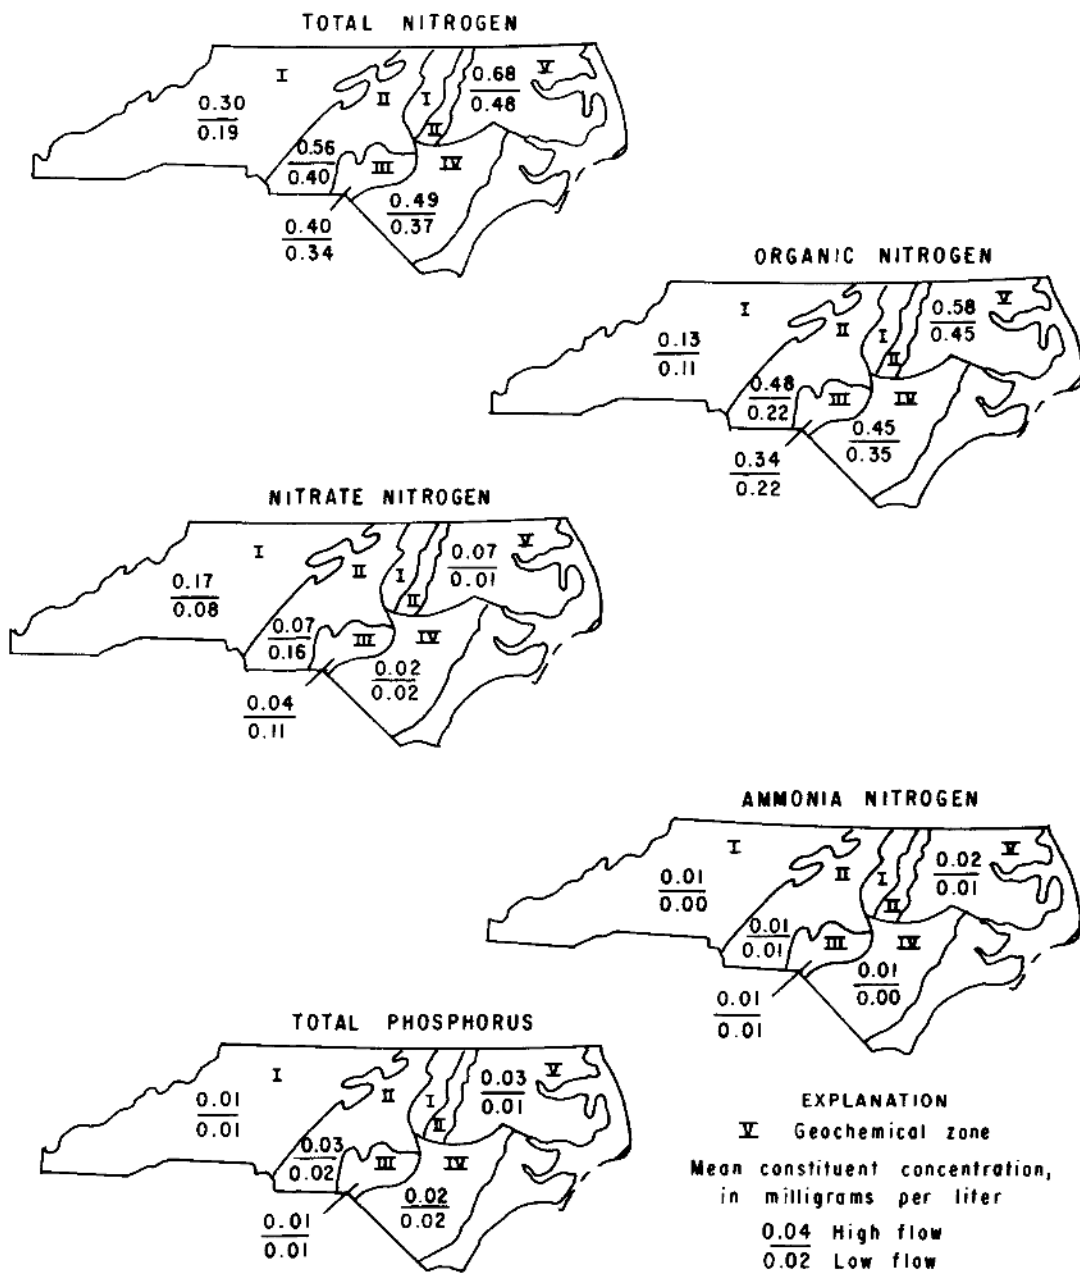 TOTAL NITROGEN
I
II
I
II
III
IV
V
0.30
0.19
0.56
0.40
0.40
0.34
0.49
0.37
0.68
0.48
ORGANIC NITROGEN
I
II
I
II
III
IV
V
0.13
0.11
0.48
0.22
0.34
0.22
0.45
0.35
0.58
0.45
NITRATE NITROGEN
I
II
I
II
III
IV
V
0.17
0.08
0.07
0.16
0.04
0.11
0.02
0.02
0.07
0.01
AMMONIA NITROGEN
I
II
I
II
III
IV
V
0.01
0.00
0.01
0.01
0.01
0.01
0.01
0.00
0.02
0.01
TOTAL PHOSPHORUS
I
II
I
II
III
IV
V
0.01
0.01
0.03
0.02
0.01
0.01
0.02
0.02
0.03
0.01
EXPLANATION
V Geochemical zone
Mean constituent concentration,
in milligrams per liter
0.04 High flow
0.02 Low flow